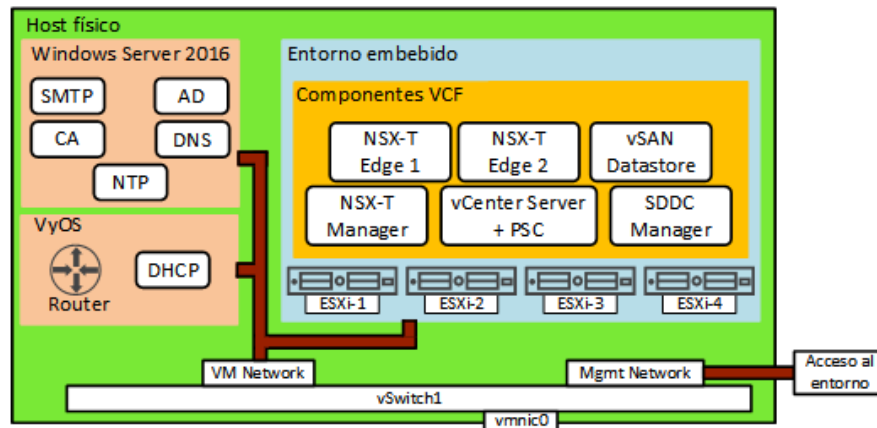 Host físico
Windows Server 2016
SMTP
AD
CA
DNS
NTP
VyOS
Router
DHCP
Entorno embebido
Componentes VCF
NSX-T
Edge 1
NSX-T
Edge 2
vSAN
Datastore
NSX-T
Manager
vCenter Server
+ PSC
SDDC
Manager
ESXi-1
ESXi-2
ESXi-3
ESXi-4
VM Network
Mgmt Network
Acceso al
entorno
vSwitch1
vmnic0